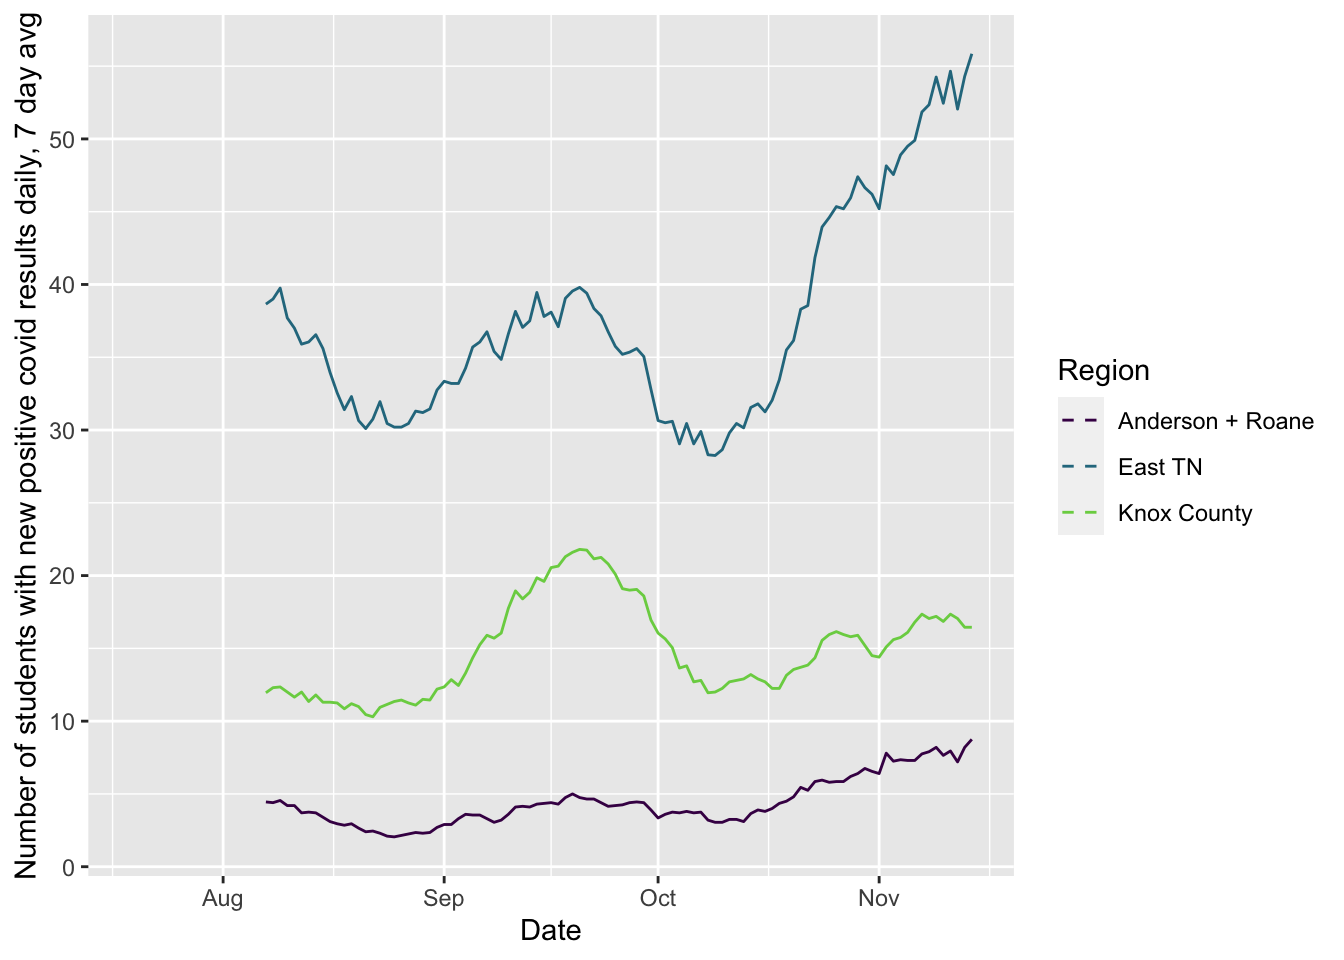 Number of students with new positive covid results daily, 7 day avg
50
40
30
20
10
0
Aug
Sep
Oct
Nov
Date
Region
Anderson + Roane
East TN
Knox County